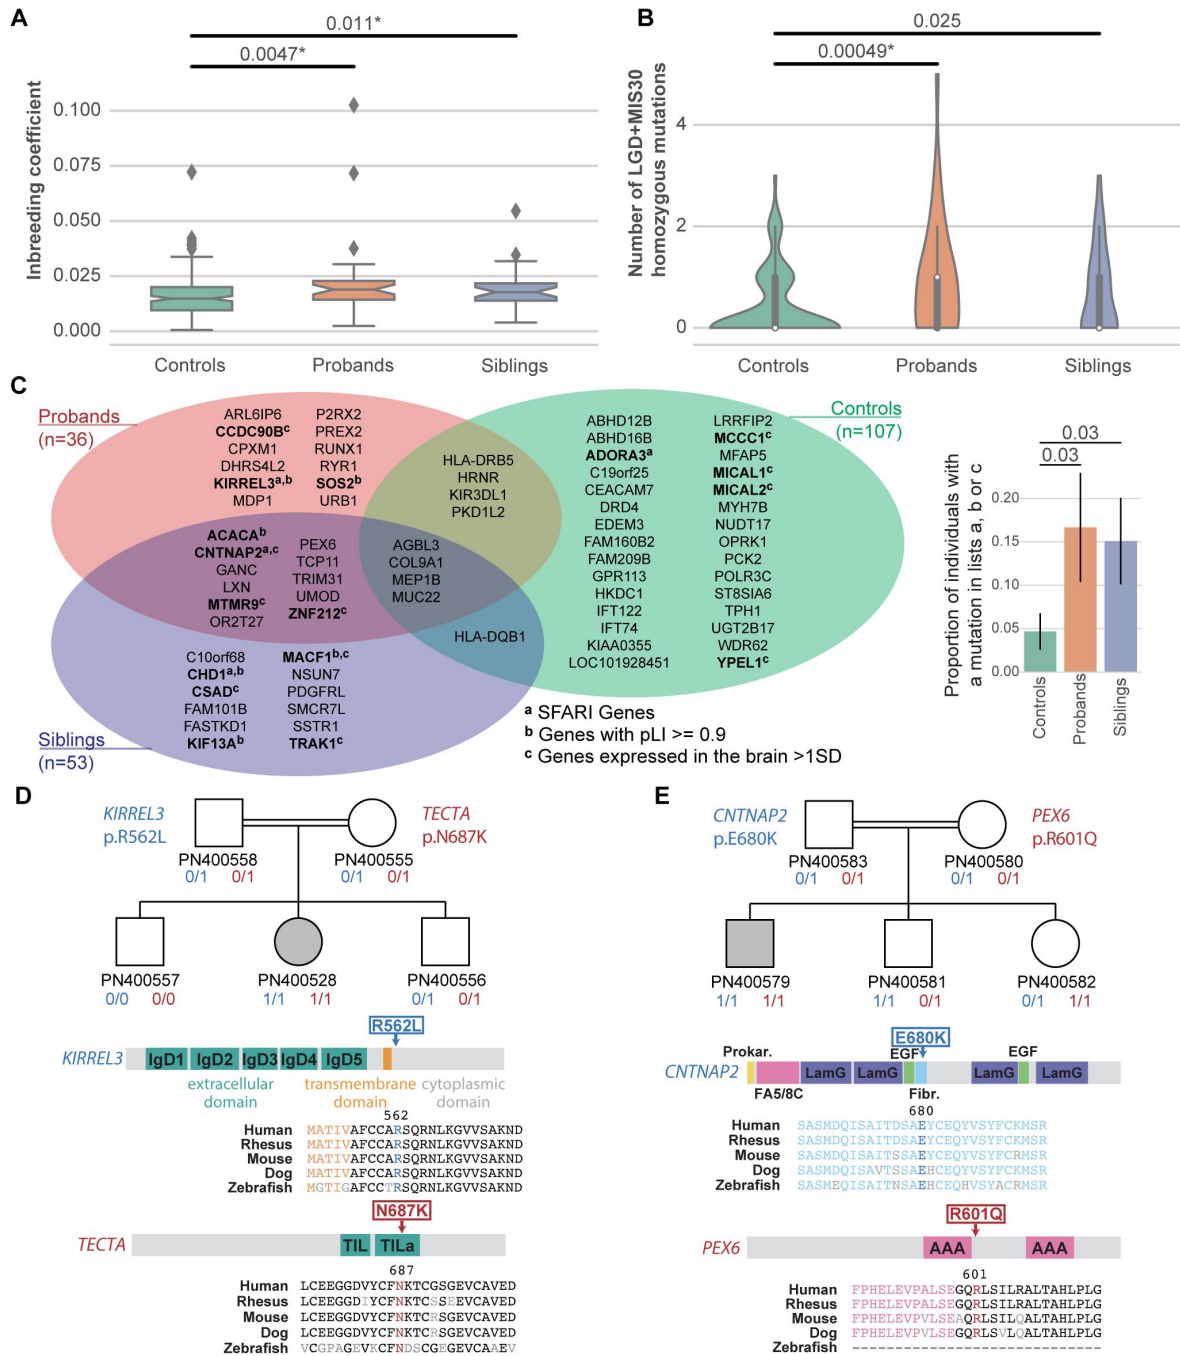 A
0.011*
0.0047*
Inbreeding coefficient
0.100
0.075
0.050
0.025
0.000
Controls
Probands
Siblings
B
0.025
0.00049*
Number of LGD+MIS30
homozygous mutations
4
2
0
Controls
Probands
Siblings
C
Probands
(n=36)
ARL6IP6
CCDC90Bc
CPXM1
DHRS4L2
KIRREL3a,b
MDP1
P2RX2
PREX2
RUNX1
RYR1
SOS2b
URB1
HLA-DRB5
HRNR
KIR3DL1
PKD1L2
ACACAb
CNTNAP2a,c
GANC
LXN
MTMR9c
OR2T27
PEX6
TCP11
TRIM31
UMOD
ZNF212c
AGBL3
COL9A1
MEP1B
MUC22
HLA-DQB1
Siblings
(n=53)
C10orf68
CHD1a,b
CSADc
FAM101B
FASTKD1
KIF13Ab
MACF1b,c
NSUN7
PDGFRL
SMCR7L
SSTR1
TRAK1c
Controls
(n=107)
ABHD12B
ABHD16B
ADORA3a
C19orf25
CEACAM7
DRD4
EDEM3
FAM160B2
FAM209B
GPR113
HKDC1
IFT122
IFT74
KIAA0355
LOC101928451
LRRFIP2
MCCC1c
MFAP5
MICAL1c
MICAL2c
MYH7B
NUDT17
OPRK1
PCK2
POLR3C
ST8SIA6
TPH1
UGT2B17
WDR62
YPEL1c
a SFARI Genes
b Genes with pLI >= 0.9
c Genes expressed in the brain >1SD
0.03
0.03
Proportion of individuals with
a mutation in lists a, b or c
0.20
0.15
0.10
0.05
0.00
Controls
Probands
Siblings
D
KIRREL3
p.R562L
TECTA
p.N687K
PN400558
0/1 0/1
PN400555
0/1 0/1
PN400557
0/0 0/0
PN400528
1/1 1/1
PN400556
0/1 0/1
R562L
KIRREL3
IgD1 IgD2 IgD3 IgD4 IgD5
extracellular
domain
transmembrane
domain
cytoplasmic
domain
562
Human MATIVAFCCARSQRNLKGVVSAKND
Rhesus MATIVAFCCARSQRNLKGVVSAKND
Mouse MATIVAFCCARSQRNLKGVVSAKND
Dog MATIVAFCCARSQRNLKGVVSAKND
Zebrafish MGTIGAFCCTRSQRNLKGVVSAKND
N687K
TECTA
TIL TILa
687
Human LCEEGGDVYCFNKTCGSGEVCAVED
Rhesus LCEEGGDIYCFNKTCSSEEVCAVED
Mouse LCEEGGDVYCFNKTCRSGEVCAVED
Dog LCEEGGDVYCFNKTCRSGEVCAVED
Zebrafish VCGPAGEVKCFNDSCGEVCAAEV
E
CNTNAP2
p.E680K
PEX6
p.R601Q
PN400583
0/1 0/1
PN400580
0/1 0/1
PN400579
1/1 1/1
PN400581
1/1 0/1
PN400582
0/1 1/1
E680K
Prokar.
EGF
EGF
CNTNAP2
LamG LamG LamG LamG
FA5/8C
Fibr.
680
Human SASMDQISAITDSAEYCEQYVSYFCKMSR
Rhesus SASMDQISAITDSAEYCEQYVSYFCKMSR
Mouse SASMDQISAITSSAEYCEQYVSYFCRMSR
Dog SASMDQISAVTSSAEHCEQYVSYFCKMSR
Zebrafish SASMEQISAITNSAEHCEQHVSYACRMSR
R601Q
PEX6
AAA AAA
601
Human FPHELEVPALSEGQRLSILRALTAHLPLG
Rhesus FPHELEVPALSEGQRLSILRALTAHLPLG
Mouse FPHELEVPVLSEAQRLSILQALTAHLPLG
Dog FPHELEVPALSEGQRLSVLQALTAHLPLG
Zebrafish -----------------------------